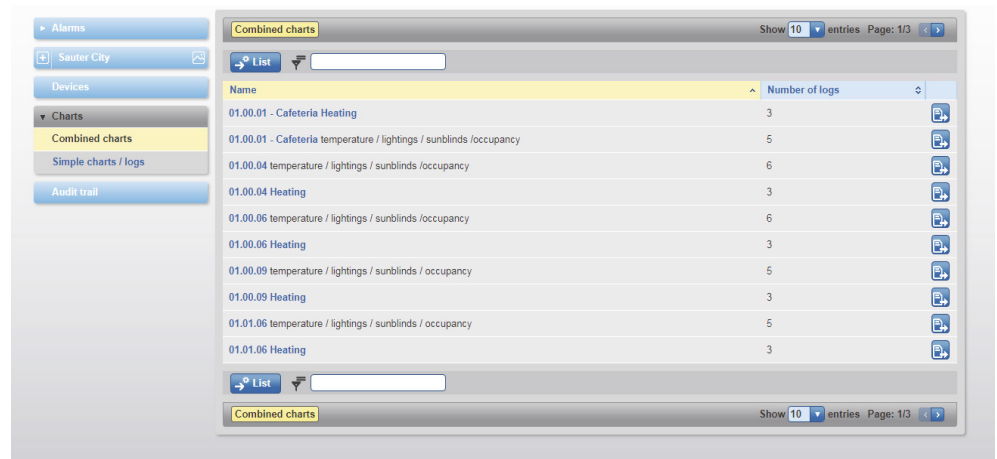 Alarms
Sauter City
Devices
Charts
Combined charts
Simple charts / logs
Audit trail
Combined charts Show 10 entries Page: 1/3
List
Name Number of logs
01.00.01 - Cafeteria Heating 3
01.00.01 - Cafeteria temperature / lightings / sunblinds /occupancy 5
01.00.04 temperature / lightings / sunblinds /occupancy 6
01.00.04 Heating 3
01.00.06 temperature / lightings / sunblinds /occupancy 6
01.00.06 Heating 3
01.00.09 temperature / lightings / sunblinds / occupancy 5
01.00.09 Heating 3
01.01.06 temperature / lightings / sunblinds / occupancy 5
01.01.06 Heating 3
List
Combined charts Show 10 entries Page: 1/3